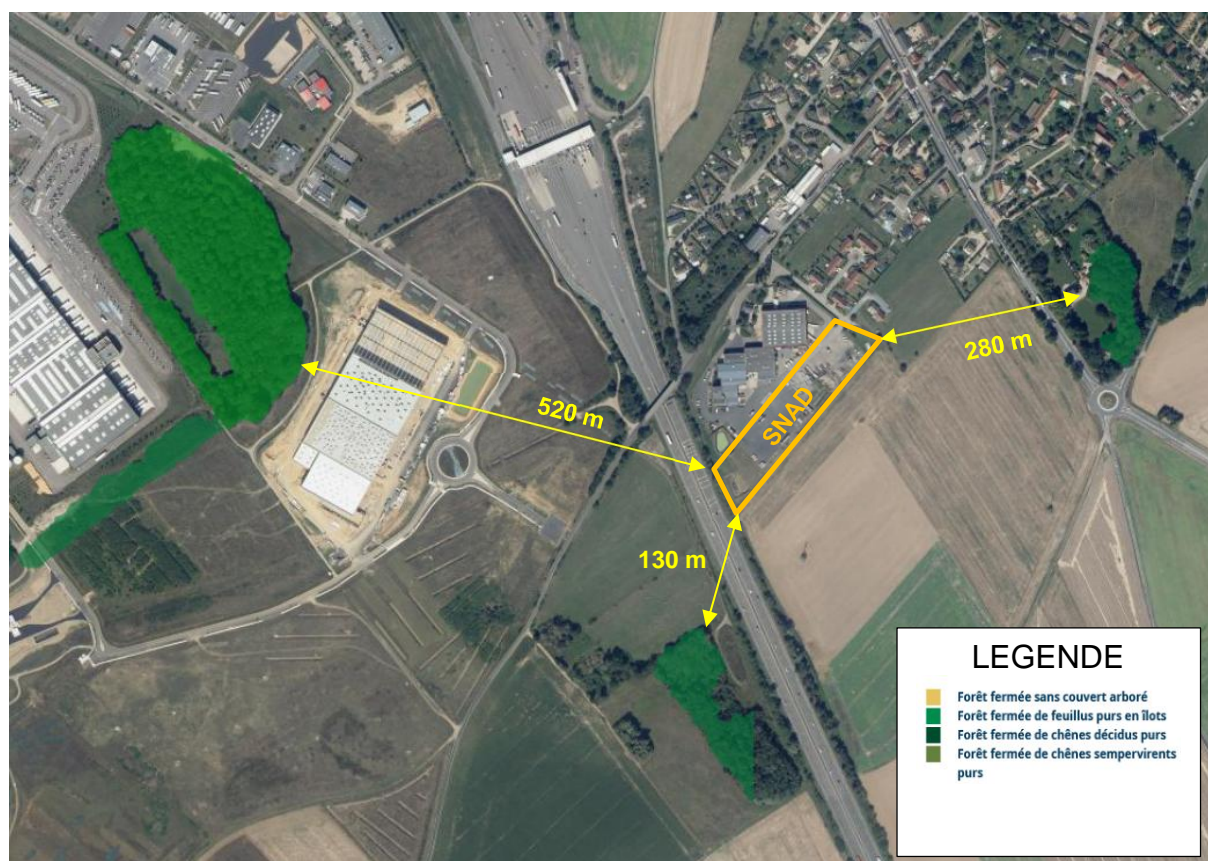 280 m
520 m
SNAD
130 m
LEGENDE
Forêt fermée sans couvert arboré
Forêt fermée de feuillus purs en îlots
Forêt fermée de chênes décidus purs
Forêt fermée de chênes sempervirents
purs